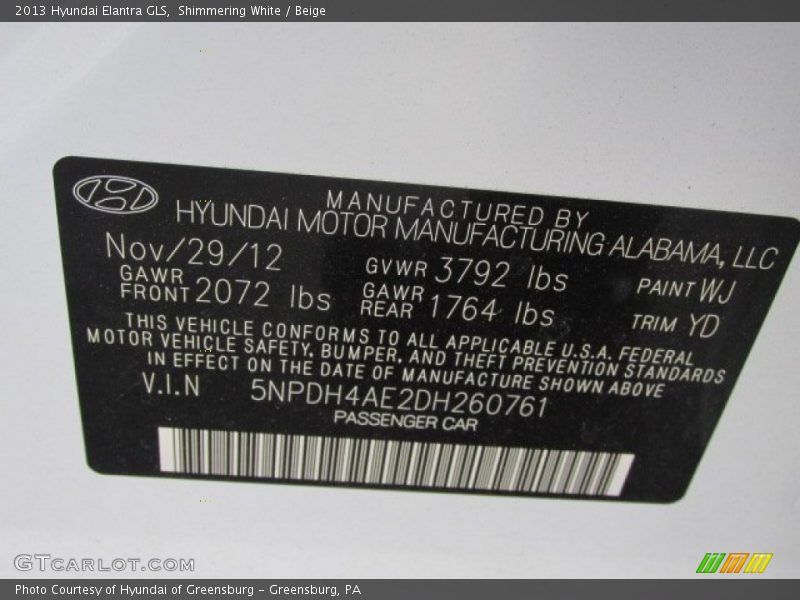 2013 Hyundai Elantra GLS, Shimmering White / Beige
MANUFACTURED BY
HYUNDAI MOTOR MANUFACTURING ALABAMA, LLC
Nov/29/12 GVWR 3792 lbs PAINT WJ
GAWR FRONT 2072 lbs GAWR REAR 1764 lbs TRIM YD
THIS VEHICLE CONFORMS TO ALL APPLICABLE U.S.A. FEDERAL
MOTOR VEHICLE SAFETY, BUMPER, AND THEFT PREVENTION STANDARDS
IN EFFECT ON THE DATE OF MANUFACTURE SHOWN ABOVE
V.I.N 5NPDH4AE2DH260761
PASSENGER CAR
GTCARLOT.COM
Photo Courtesy of Hyundai of Greensburg - Greensburg, PA